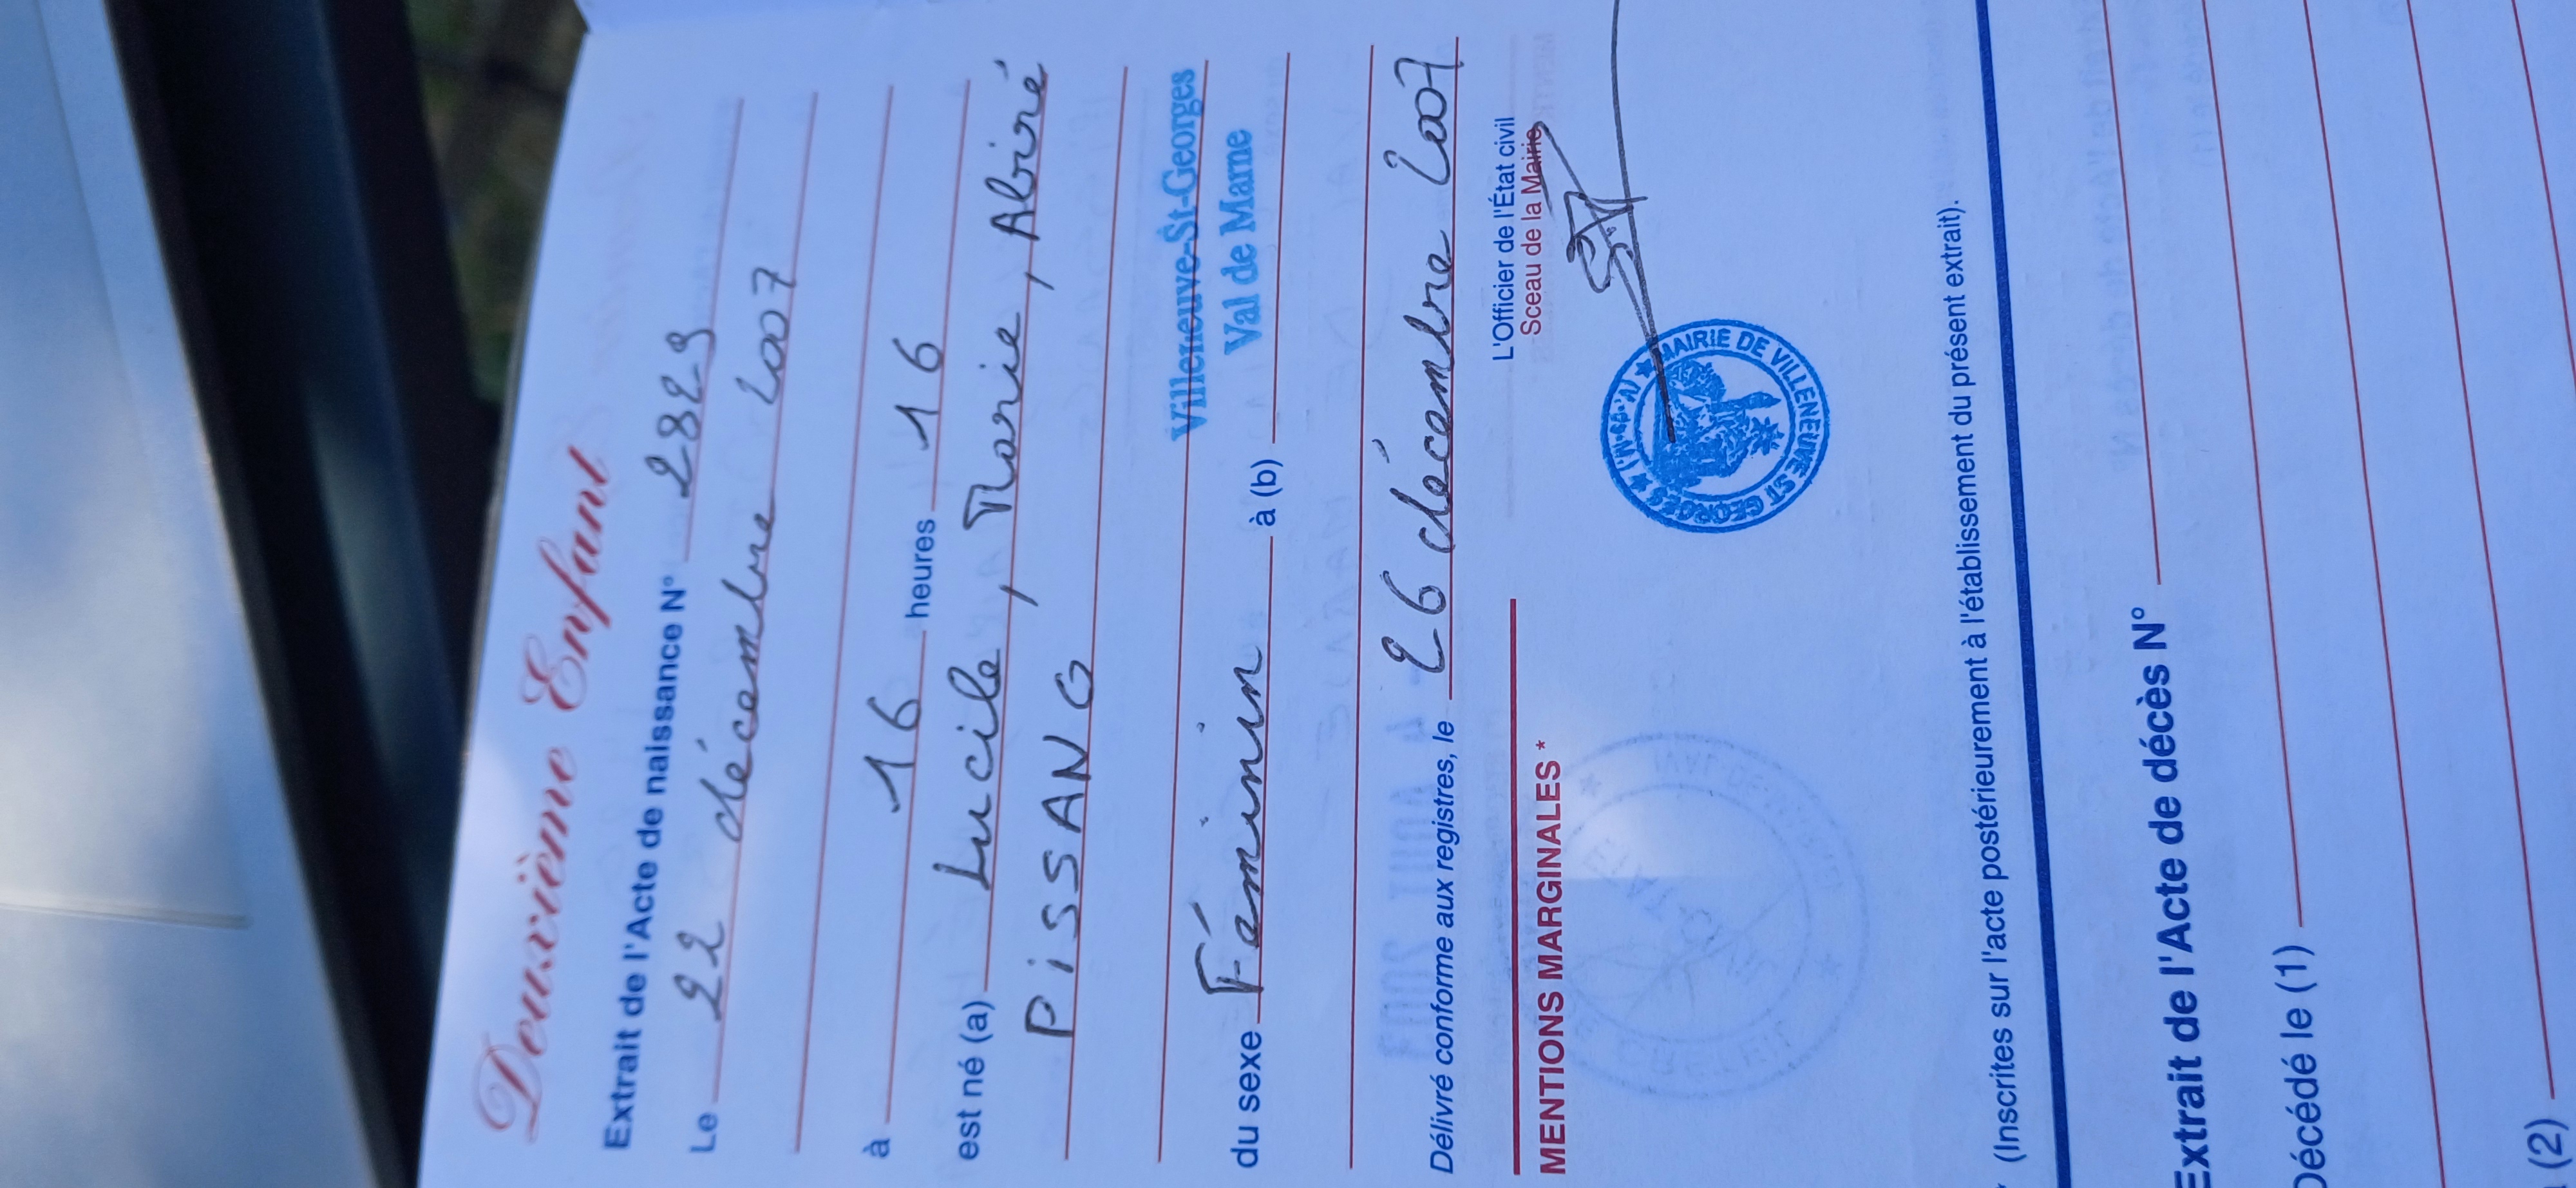 Deuxième Enfant
Extrait de l'Acte de naissance N° 2829
Le 22 décembre 2007
à 16 heures 16
est né (a) Lucile, Marie, Abiré
PiSSANG
Villeneuve-St-Georges
Val de Marne
du sexe Féminin à (b)
Délivré conforme aux registres, le 26 décembre 2007
L'Officier de l'État civil
Sceau de la Mairie
MAIRIE DE VILLENEUVE ST GEORGES
MENTIONS MARGINALES *
(Inscrites sur l'acte postérieurement à l'établissement du présent extrait).
Extrait de l'Acte de décès N°
Décédé le (1)
(2)